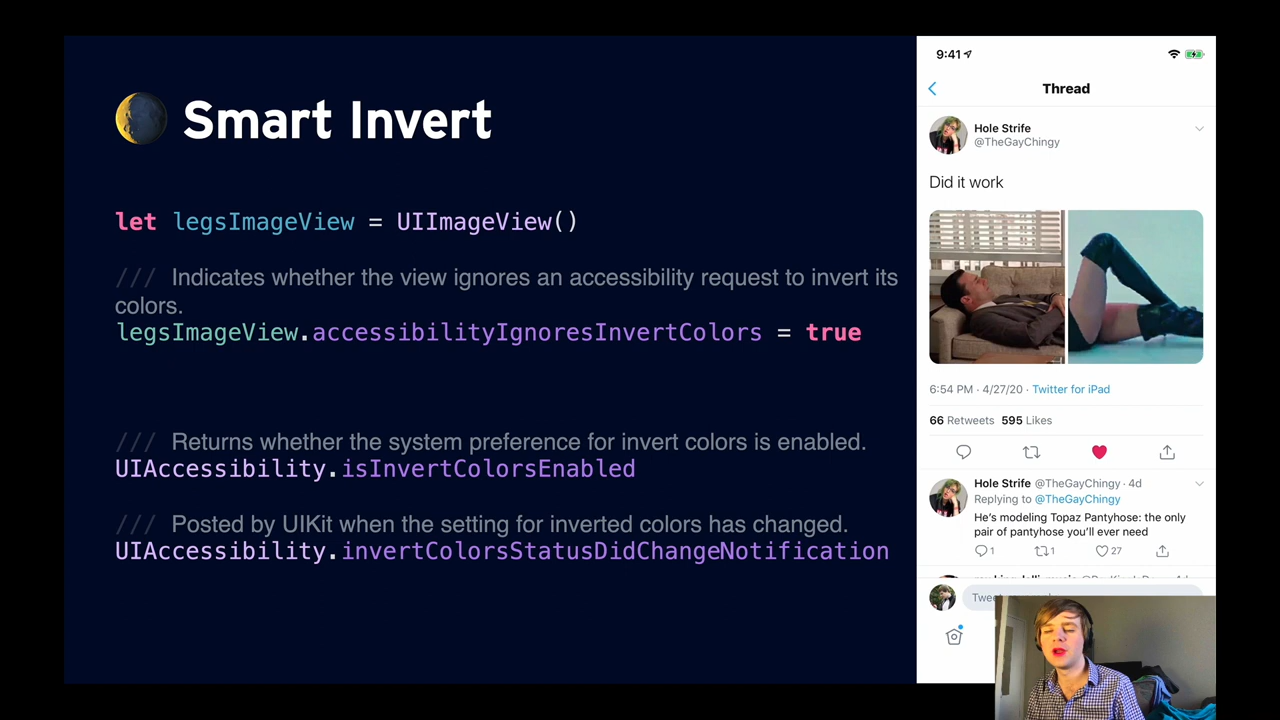 Smart Invert
let legsImageView = UIImageView()
/// Indicates whether the view ignores an accessibility request to invert its
colors.
legsImageView.accessibilityIgnoresInvertColors = true
/// Returns whether the system preference for invert colors is enabled.
UIAccessibility.isInvertColorsEnabled
/// Posted by UIKit when the setting for inverted colors has changed.
UIAccessibility.invertColorsStatusDidChangeNotification
9:41
Thread
Hole Strife
@TheGayChingy
Did it work
6:54 PM · 4/27/20 · Twitter for iPad
66 Retweets 595 Likes
Hole Strife @TheGayChingy · 4d
Replying to @TheGayChingy
He's modeling Topaz Pantyhose: the only
pair of pantyhose you'll ever need
1 1 27